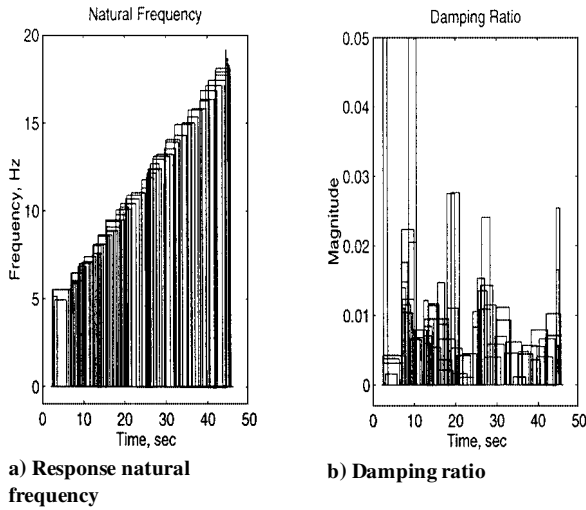 Natural Frequency
20
15
10
5
0
Frequency, Hz
0 10 20 30 40 50
Time, sec
a) Response natural
frequency
Damping Ratio
0.05
0.04
0.03
0.02
0.01
0
Magnitude
0 10 20 30 40 50
Time, sec
b) Damping ratio